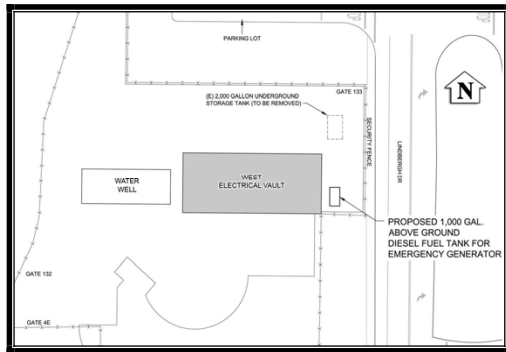 PARKING LOT
GATE 133
(E) 2,000 GALLON UNDERGROUND
STORAGE TANK (TO BE REMOVED)
N
SECURITY FENCE
LINDBERGH DR
WATER
WELL
WEST
ELECTRICAL VAULT
PROPOSED 1,000 GAL.
ABOVE GROUND
DIESEL FUEL TANK FOR
EMERGENCY GENERATOR
GATE 132
GATE 4E